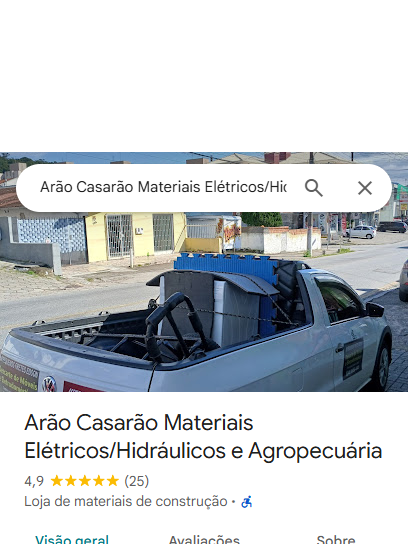 Arão Casarão Materiais Elétricos/Hi
Arão Casarão Materiais
Elétricos/Hidráulicos e Agropecuária
4,9 ★★★★★ (25)
Loja de materiais de construção ·
Visão geral Avaliações Sobre